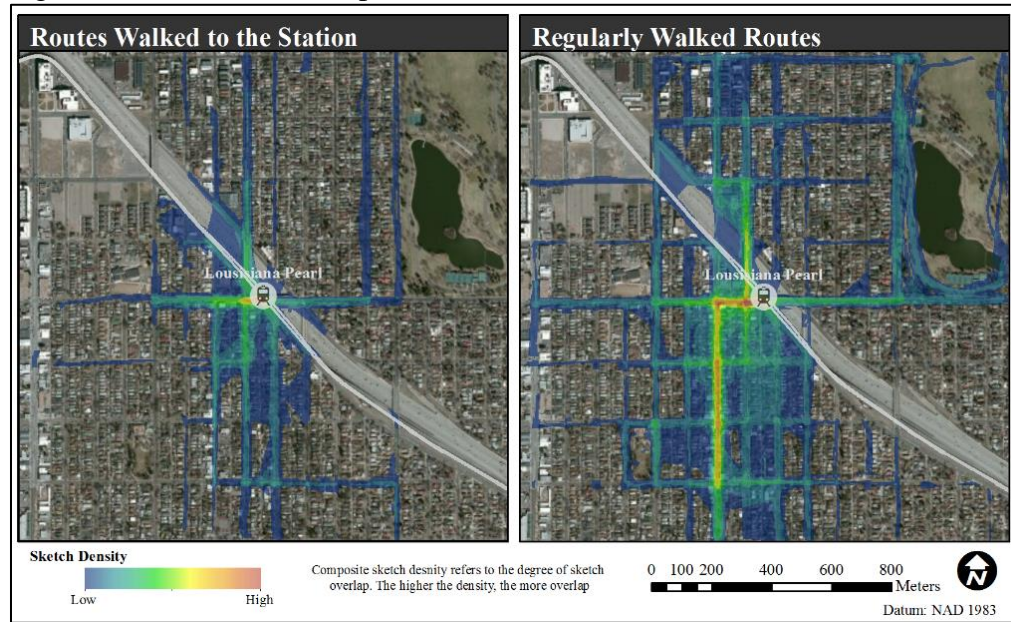 Routes Walked to the Station
Regularly Walked Routes
Lousisiana Pearl
Lousisiana Pearl
Sketch Density
Low
High
Composite sketch desnity refers to the degree of sketch
overlap. The higher the density, the more overlap
0 100 200 400 600 800
Meters
N
Datum: NAD 1983